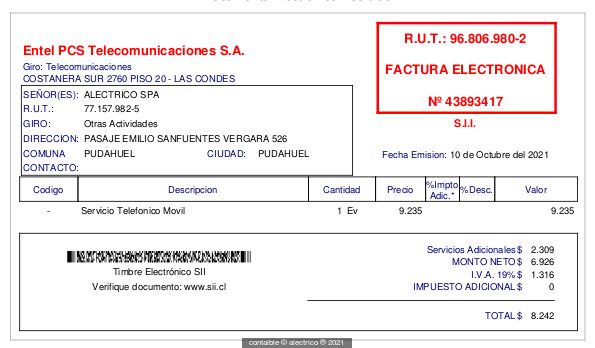 Entel PCS Telecomunicaciones S.A.
Giro: Telecomunicaciones
COSTANERA SUR 2760 PISO 20 - LAS CONDES
R.U.T.: 96.806.980-2
FACTURA ELECTRONICA
Nº 43893417
S.I.I.
SEÑOR(ES): ALECTRICO SPA
R.U.T.: 77.157.982-5
GIRO: Otras Actividades
DIRECCION: PASAJE EMILIO SANFUENTES VERGARA 526
COMUNA PUDAHUEL CIUDAD: PUDAHUEL
CONTACTO:
Fecha Emision: 10 de Octubre del 2021
Codigo Descripcion Cantidad Precio %Impto Adic.* %Desc. Valor
- Servicio Telefonico Movil 1 Ev 9.235 9.235
Timbre Electrónico SII
Verifique documento: www.sii.cl
Servicios Adicionales $ 2.309
MONTO NETO $ 6.926
I.V.A. 19% $ 1.316
IMPUESTO ADICIONAL $ 0
TOTAL $ 8.242
contaible © alectrico ® 2021